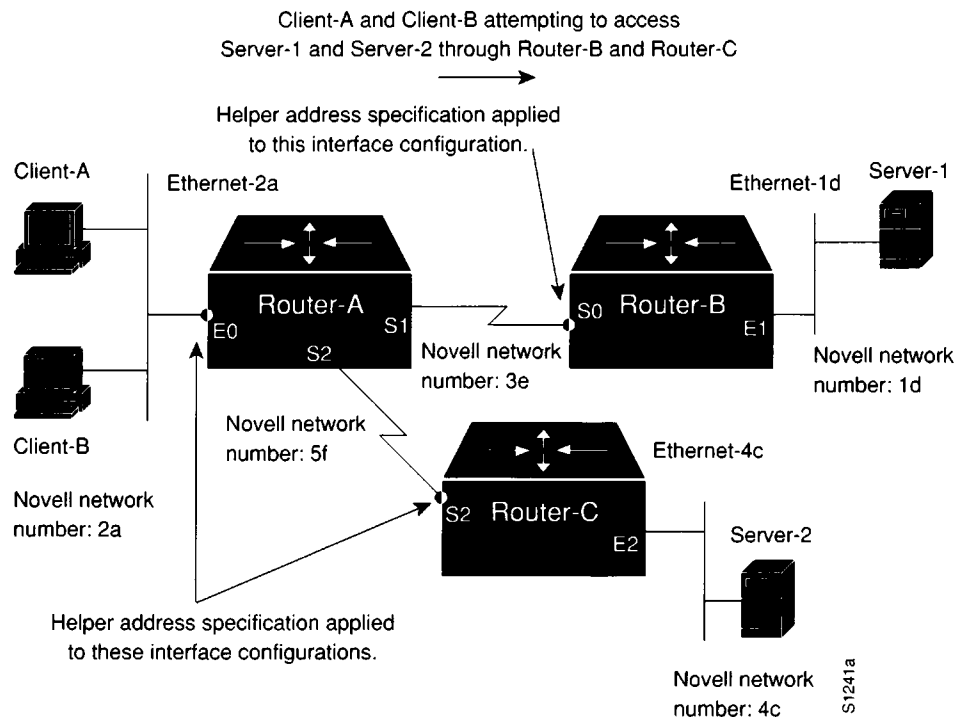 Client-A and Client-B attempting to access
Server-1 and Server-2 through Router-B and Router-C
Helper address specification applied
to this interface configuration.
Client-A
Ethernet-2a
Ethernet-1d
Server-1
Router-A
E0
S1
S2
S0
Router-B
E1
Novell network
number: 3e
Novell network
number: 1d
Client-B
Novell network
number: 5f
Ethernet-4c
Novell network
number: 2a
S2
Router-C
E2
Server-2
Helper address specification applied
to these interface configurations.
Novell network
number: 4c
S1241a